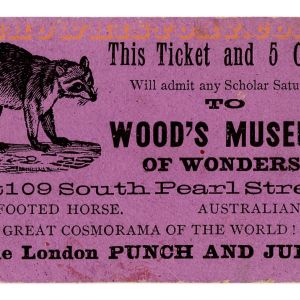 This Ticket and 5 C
Will admit any Scholar Satu
TO
WOOD'S MUSEU
OF WONDERS
t 109 South Pearl Stre
FOOTED HORSE. AUSTRALIAN
GREAT COSMORAMA OF THE WORLD!
e London PUNCH AND JUD